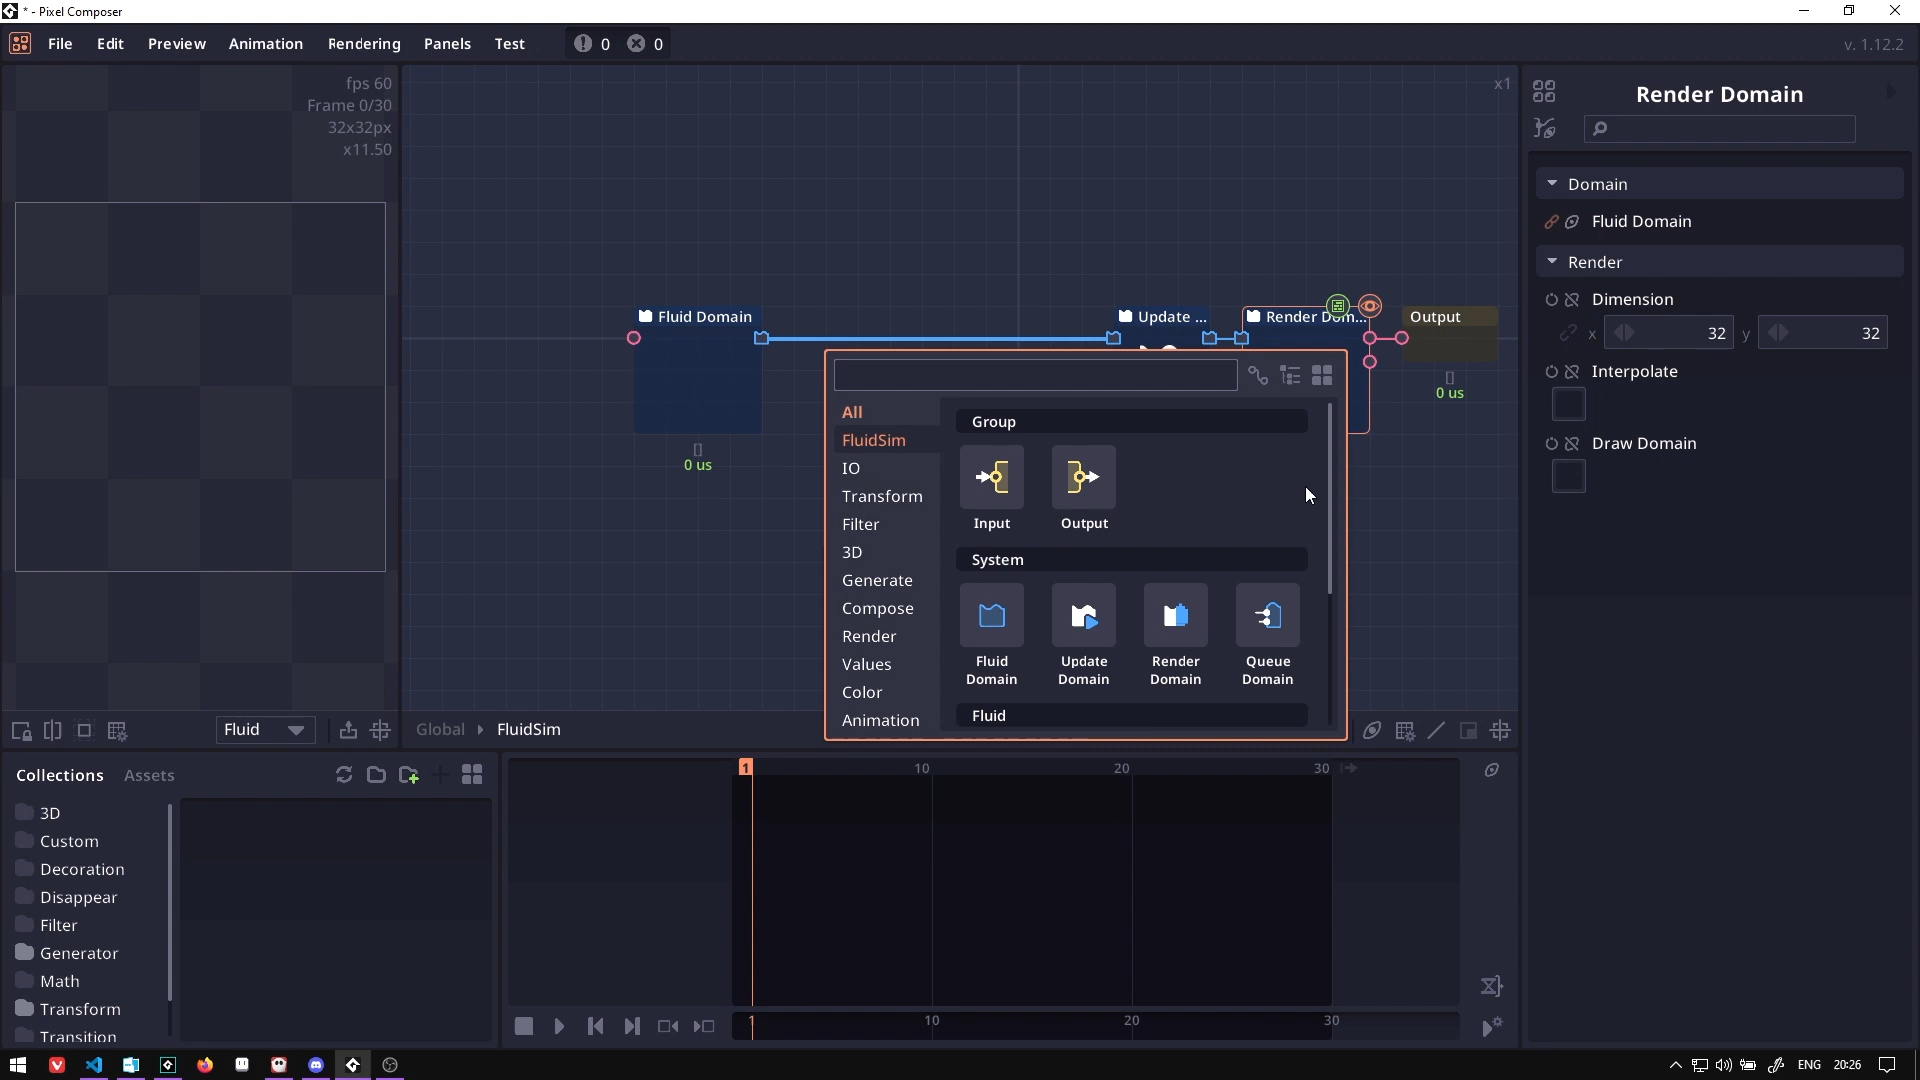 * - Pixel Composer
File Edit Preview Animation Rendering Panels Test 0 0 v. 1.12.2
fps 60
Frame 0/30
32x32px
x11.50
x1
Fluid Domain
0 us
Update ...
Render Dom...
Output
0 us
All
FluidSim
IO
Transform
Filter
3D
Generate
Compose
Render
Values
Color
Animation
Group
Input Output
System
Fluid Domain
Update Domain
Render Domain
Queue Domain
Fluid
Render Domain
Domain
Fluid Domain
Render
Dimension
x 32 y 32
Interpolate
Draw Domain
Fluid
Global FluidSim
Collections Assets
3D
Custom
Decoration
Disappear
Filter
Generator
Math
Transform
Transition
1 10 20 30
1 10 20 30
ENG 20:26